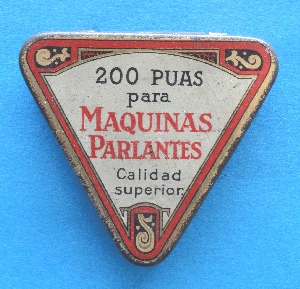 200 PUAS
para
MAQUINAS
PARLANTES
Calidad
superior.